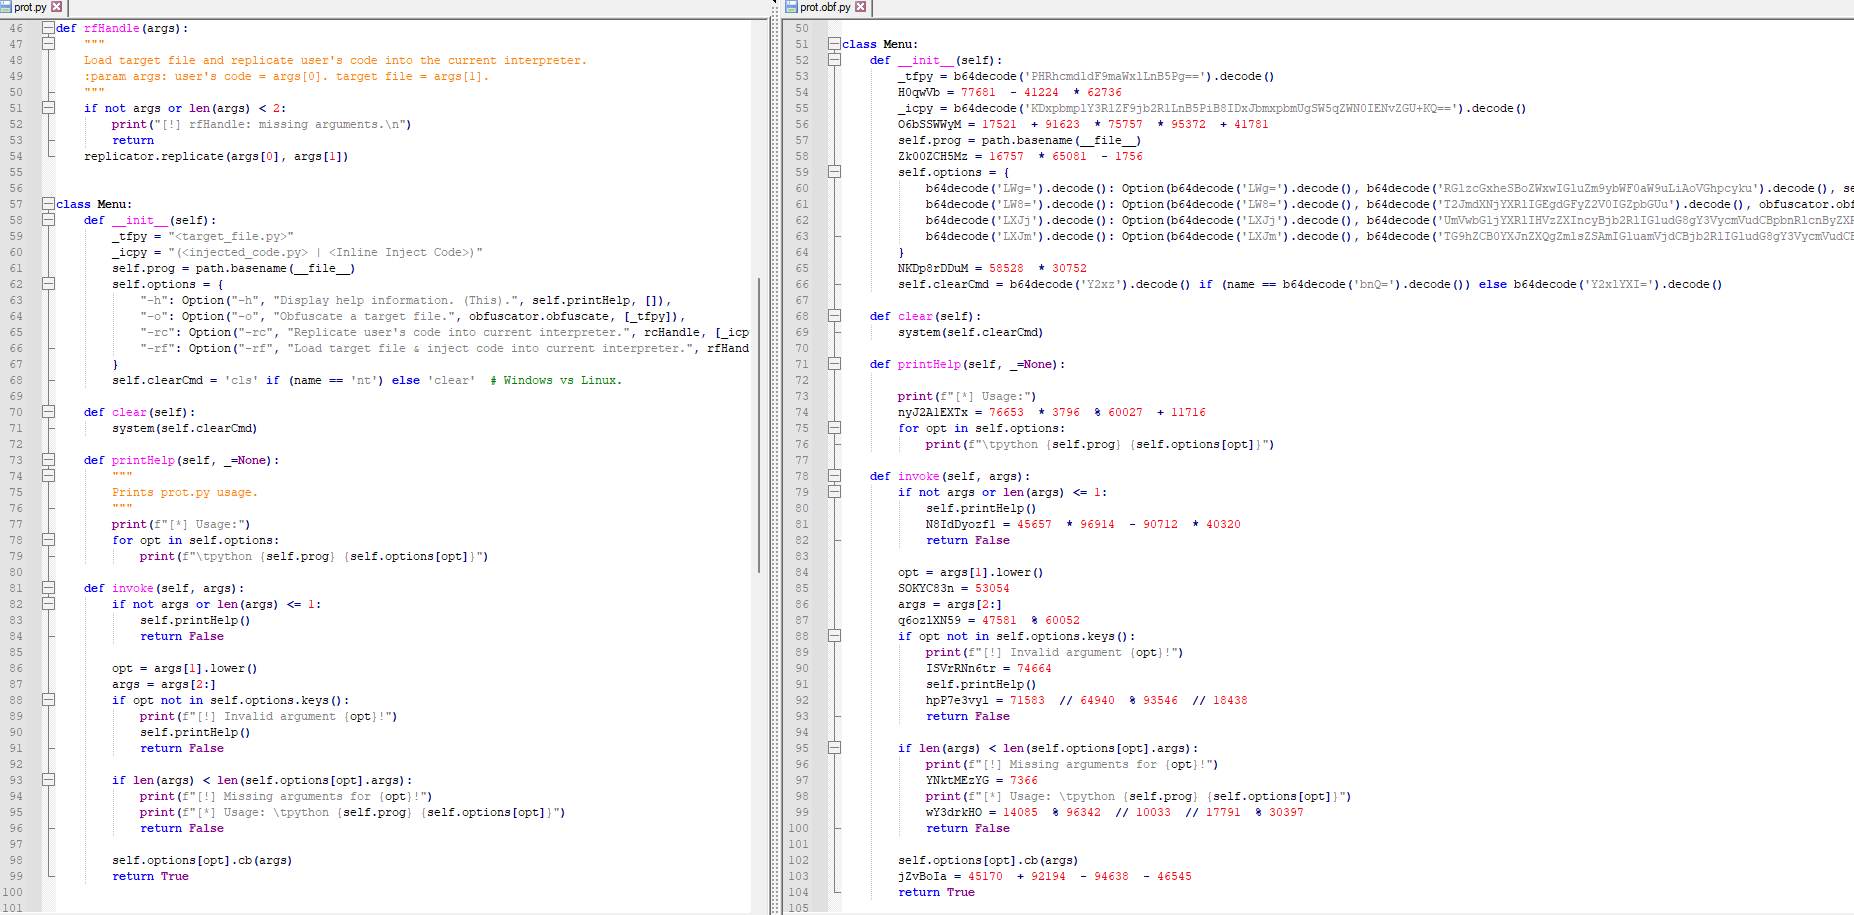 prot.py
46 def rfHandle(args):
47 """
48 Load target file and replicate user's code into the current interpreter.
49 :param args: user's code = args[0]. target file = args[1].
50 """
51 if not args or len(args) < 2:
52 print("[!] rfHandle: missing arguments.\n")
53 return
54 replicator.replicate(args[0], args[1])
55
56
57 class Menu:
58 def __init__(self):
59 _tfpy = "<target_file.py>"
60 _icpy = "(<injected_code.py> | <Inline Inject Code>)"
61 self.prog = path.basename(__file__)
62 self.options = {
63 "-h": Option("-h", "Display help information. (This).", self.printHelp, []),
64 "-o": Option("-o", "Obfuscate a target file.", obfuscator.obfuscate, [_tfpy]),
65 "-rc": Option("-rc", "Replicate user's code into current interpreter.", rcHandle, [_icp
66 "-rf": Option("-rf", "Load target file & inject code into current interpreter.", rfHand
67 }
68 self.clearCmd = 'cls' if (name == 'nt') else 'clear' # Windows vs Linux.
69
70 def clear(self):
71 system(self.clearCmd)
72
73 def printHelp(self, _=None):
74 """
75 Prints prot.py usage.
76 """
77 print(f"[*] Usage:")
78 for opt in self.options:
79 print(f"\tpython {self.prog} {self.options[opt]}")
80
81 def invoke(self, args):
82 if not args or len(args) <= 1:
83 self.printHelp()
84 return False
85
86 opt = args[1].lower()
87 args = args[2:]
88 if opt not in self.options.keys():
89 print(f"[!] Invalid argument {opt}!")
90 self.printHelp()
91 return False
92
93 if len(args) < len(self.options[opt].args):
94 print(f"[!] Missing arguments for {opt}!")
95 print(f"[*] Usage: \tpython {self.prog} {self.options[opt]}")
96 return False
97
98 self.options[opt].cb(args)
99 return True
100
101
prot.obf.py
50
51 class Menu:
52 def __init__(self):
53 _tfpy = b64decode('PHRhcmdldF9maWxlLnB5Pg==').decode()
54 H0qwVb = 77681 - 41224 * 62736
55 _icpy = b64decode('KDxpbmplY3RlZF9jb2RlLnB5PiB8IDxJbmxpbmUgSW5qZWN0IENvZGU+KQ==').decode()
56 O6bSSWWyM = 17521 + 91623 * 75757 * 95372 + 41781
57 self.prog = path.basename(__file__)
58 Zk00ZCH5Mz = 16757 * 65081 - 1756
59 self.options = {
60 b64decode('LWg=').decode(): Option(b64decode('LWg=').decode(), b64decode('RGlzcGxheSBoZWxwIGluZm9ybWF0aW9uLiAoVGhpcyku').decode(), se
61 b64decode('LW8=').decode(): Option(b64decode('LW8=').decode(), b64decode('T2JmdXNjYXRlIGEgdGFyZ2V0IGZpbGUu').decode(), obfuscator.obf
62 b64decode('LXJj').decode(): Option(b64decode('LXJj').decode(), b64decode('UmVwbGljYXRlIHVzZXIncyBjb2RlIGludG8gY3VycmVudCBpbnRlcnByZXR
63 b64decode('LXJm').decode(): Option(b64decode('LXJm').decode(), b64decode('TG9hZCB0YXJnZXQgZmlsZSAmIGluamVjdCBjb2RlIGludG8gY3VycmVudCB
64 }
65 NKDp8rDDuM = 58528 * 30752
66 self.clearCmd = b64decode('Y2xz').decode() if (name == b64decode('bnQ=').decode()) else b64decode('Y2xlYXI=').decode()
67
68 def clear(self):
69 system(self.clearCmd)
70
71 def printHelp(self, _=None):
72
73 print(f"[*] Usage:")
74 nyJ2AlEXTx = 76653 * 3796 % 60027 + 11716
75 for opt in self.options:
76 print(f"\tpython {self.prog} {self.options[opt]}")
77
78 def invoke(self, args):
79 if not args or len(args) <= 1:
80 self.printHelp()
81 N8IdDyozfl = 45657 * 96914 - 90712 * 40320
82 return False
83
84 opt = args[1].lower()
85 SOKYC83n = 53054
86 args = args[2:]
87 q6ozlXN59 = 47581 % 60052
88 if opt not in self.options.keys():
89 print(f"[!] Invalid argument {opt}!")
90 ISVrRNn6tr = 74664
91 self.printHelp()
92 hpP7e3vyl = 71583 // 64940 % 93546 // 18438
93 return False
94
95 if len(args) < len(self.options[opt].args):
96 print(f"[!] Missing arguments for {opt}!")
97 YNktMEzYG = 7366
98 print(f"[*] Usage: \tpython {self.prog} {self.options[opt]}")
99 wY3drkHO = 14085 % 96342 // 10033 // 17791 % 30397
100 return False
101
102 self.options[opt].cb(args)
103 jZvBoIa = 45170 + 92194 - 94638 - 46545
104 return True
105